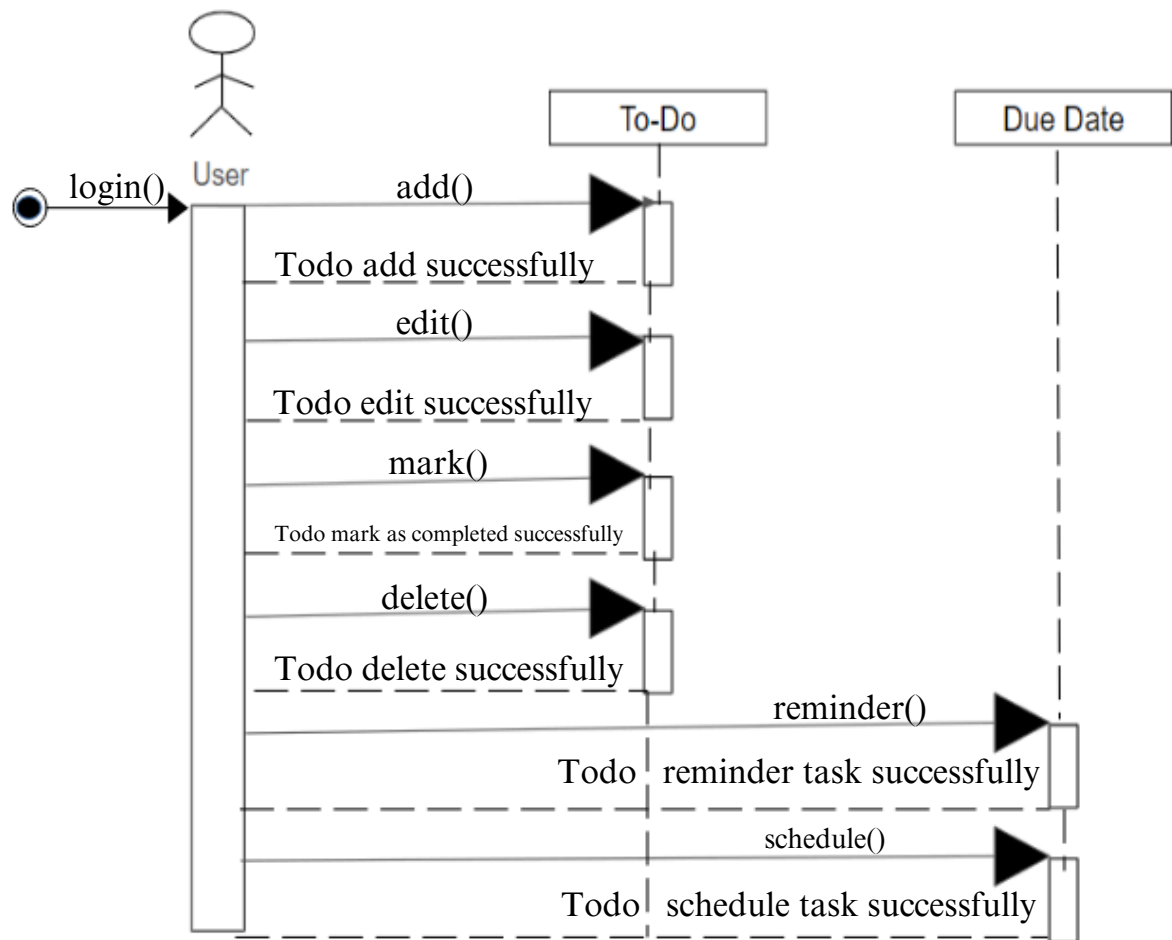 To-Do
Due Date
User
login()
add()
Todo add successfully
edit()
Todo edit successfully
mark()
Todo mark as completed successfully
delete()
Todo delete successfully
reminder()
Todo reminder task successfully
schedule()
Todo schedule task successfully